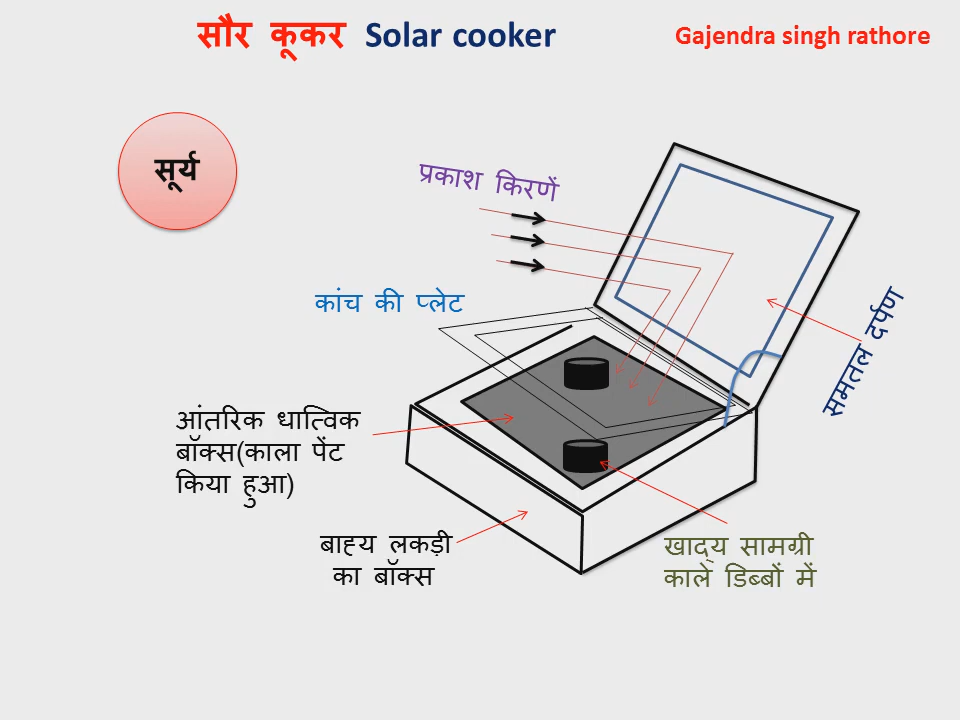 सौर कूकर Solar cooker
Gajendra singh rathore
सूर्य
प्रकाश किरणें
कांच की प्लेट
समतल दर्पण
आंतरिक धात्विक
बॉक्स(काला पेंट
किया हुआ)
बाह्य लकड़ी
का बॉक्स
खाद्य सामग्री
काले डिब्बों में